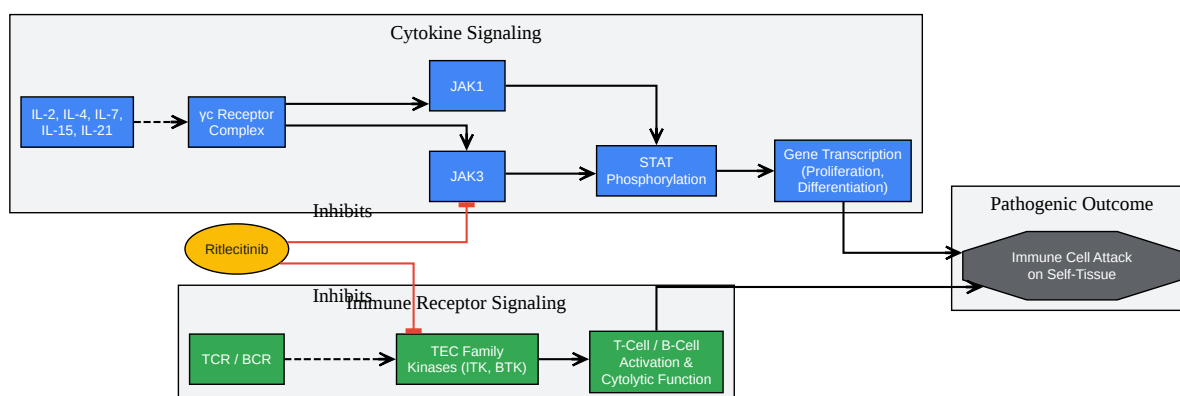 Cytokine Signaling
IL-2, IL-4, IL-7,
IL-15, IL-21
γc Receptor
Complex
JAK1
JAK3
STAT
Phosphorylation
Gene Transcription
(Proliferation,
Differentiation)
Inhibits
Ritlecitinib
Pathogenic Outcome
Immune Cell Attack
on Self-Tissue
Inhibits
Immune Receptor Signaling
TCR / BCR
TEC Family
Kinases (ITK, BTK)
T-Cell / B-Cell
Activation &
Cytolytic Function